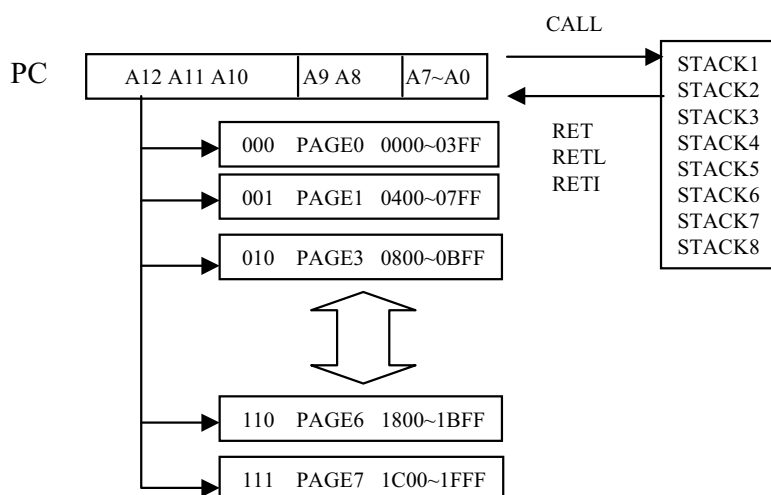 CALL
PC
A12 A11 A10 A9 A8 A7~A0
STACK1
STACK2
STACK3
STACK4
STACK5
STACK6
STACK7
STACK8
RET
RETL
RETI
000 PAGE0 0000~03FF
001 PAGE1 0400~07FF
010 PAGE3 0800~0BFF
110 PAGE6 1800~1BFF
111 PAGE7 1C00~1FFF